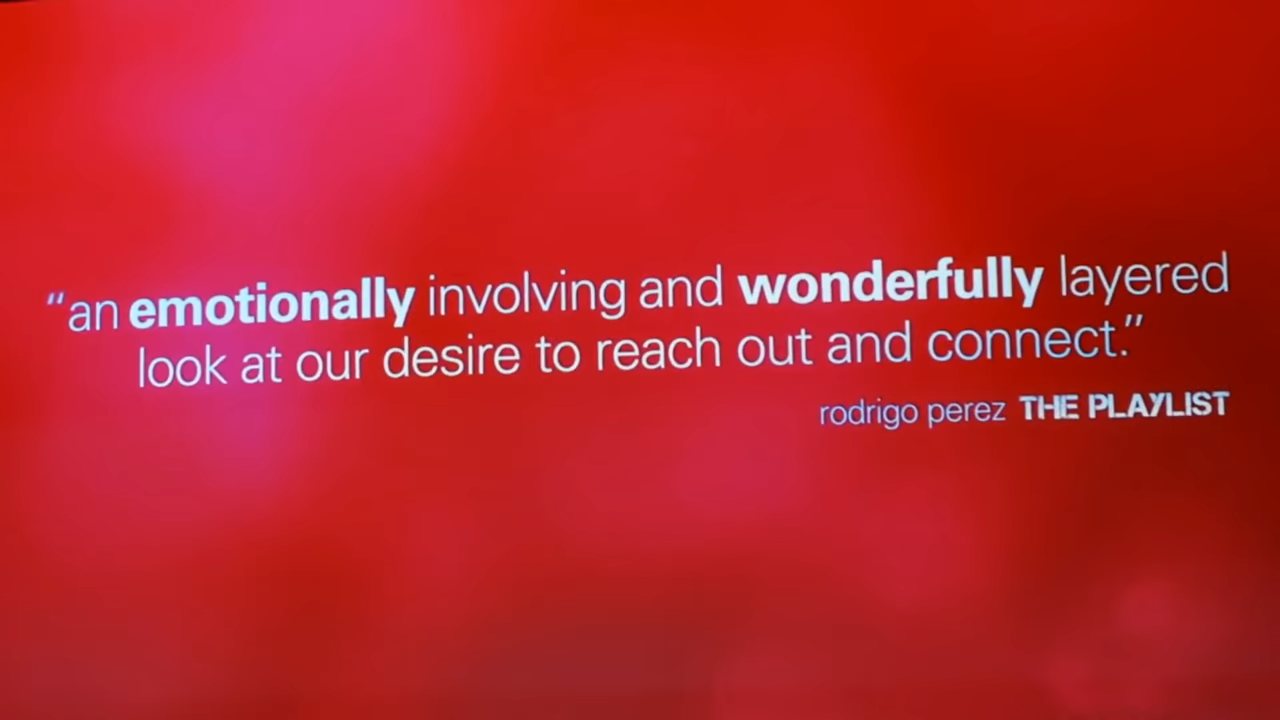 “an emotionally involving and wonderfully layered
look at our desire to reach out and connect.”
rodrigo perez THE PLAYLIST